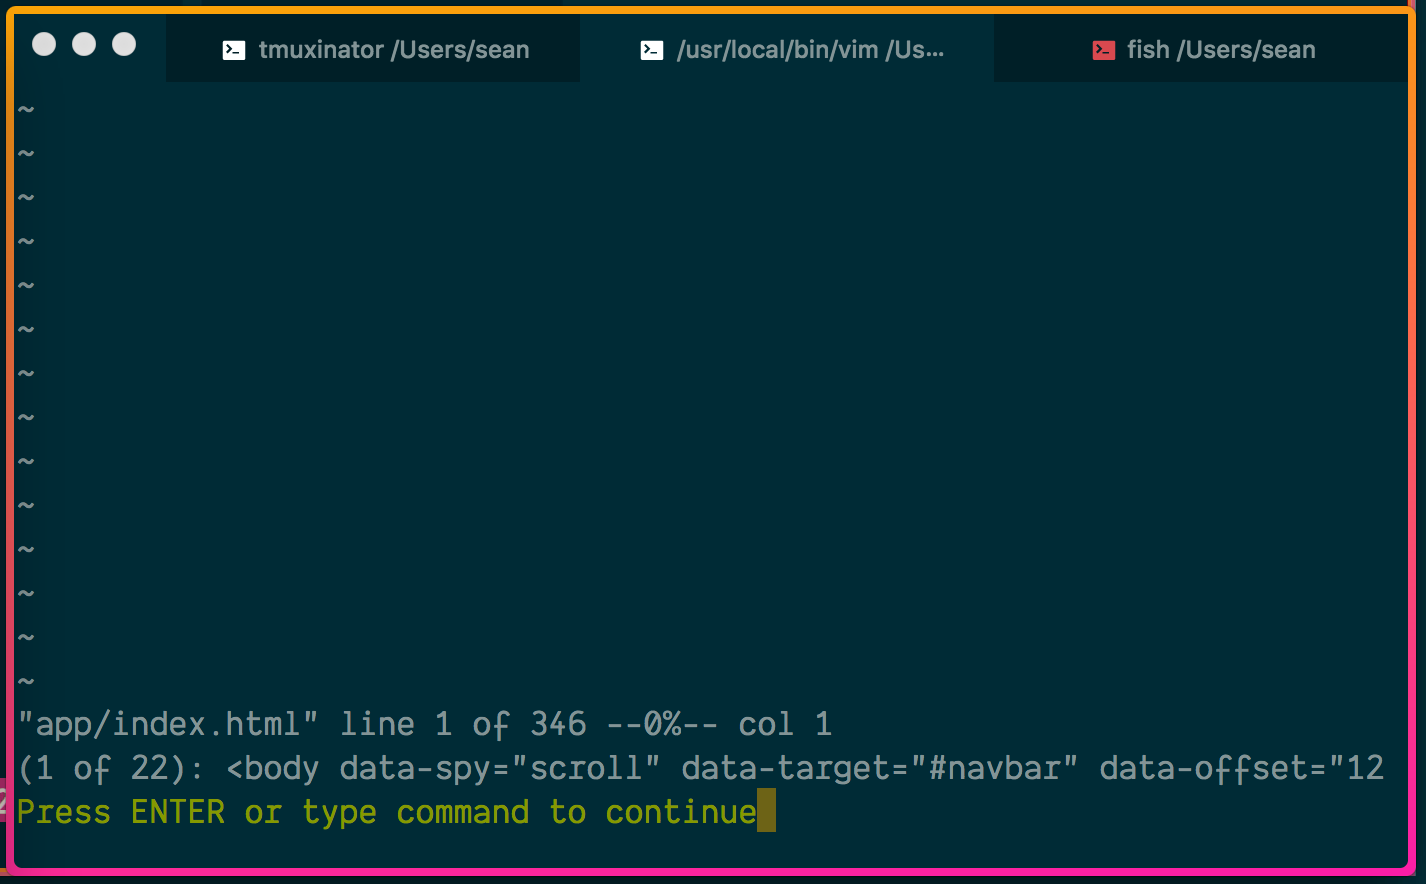 tmuxinator /Users/sean
/usr/local/bin/vim /Us...
fish /Users/sean
~
~
~
~
~
~
~
~
~
~
~
~
~
~
"app/index.html" line 1 of 346 --0%-- col 1
(1 of 22): <body data-spy="scroll" data-target="#navbar" data-offset="12
Press ENTER or type command to continue